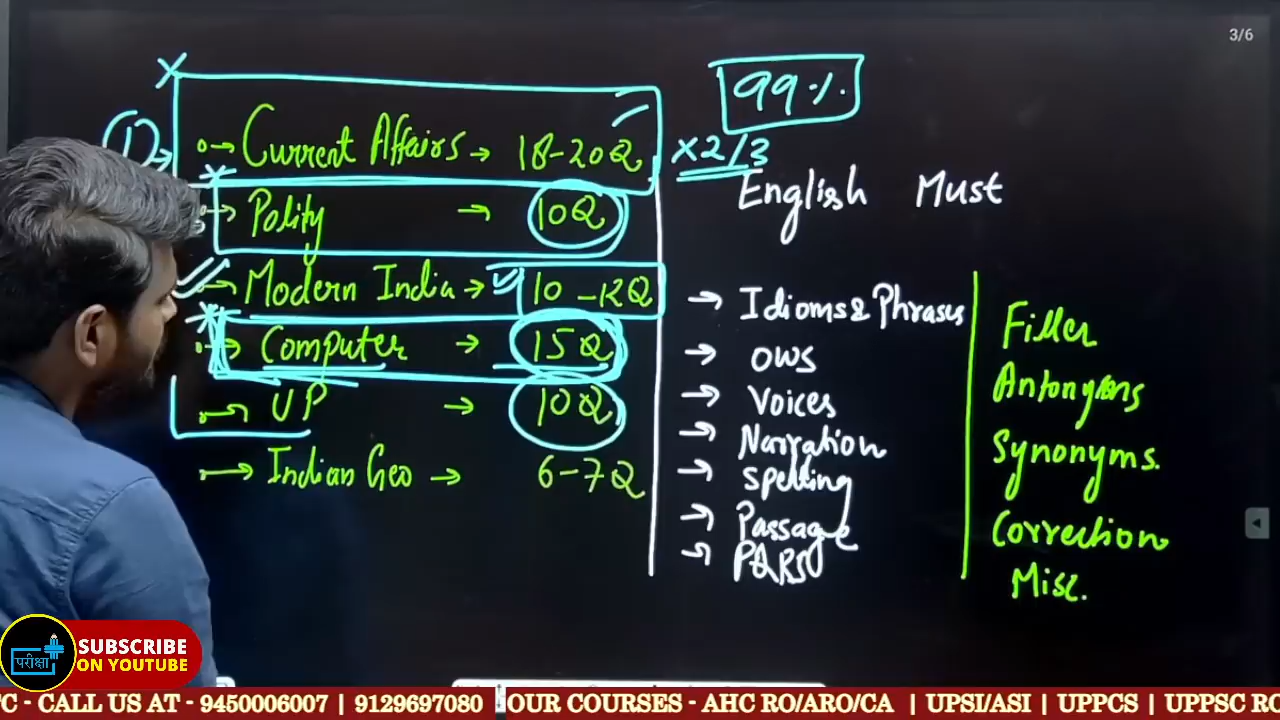 3/6
99%
① → Current Affairs → 18-20Q ×2/3
→ Polity → 10Q
→ Modern India → 10-12Q
→ Computer → 15Q
→ UP → 10Q
→ Indian Geo → 6-7Q
English Must
→ Idioms & Phrases
→ OWS
→ Voices
→ Narration
→ Spelling
→ Passage
→ PQRS
Filler
Antonyms
Synonyms.
Correction
Misc.
परीक्षा
SUBSCRIBE
ON YOUTUBE
TC - CALL US AT - 9450006007 | 9129697080 OUR COURSES - AHC RO/ARO/CA | UPSI/ASI | UPPCS | UPPSC RO